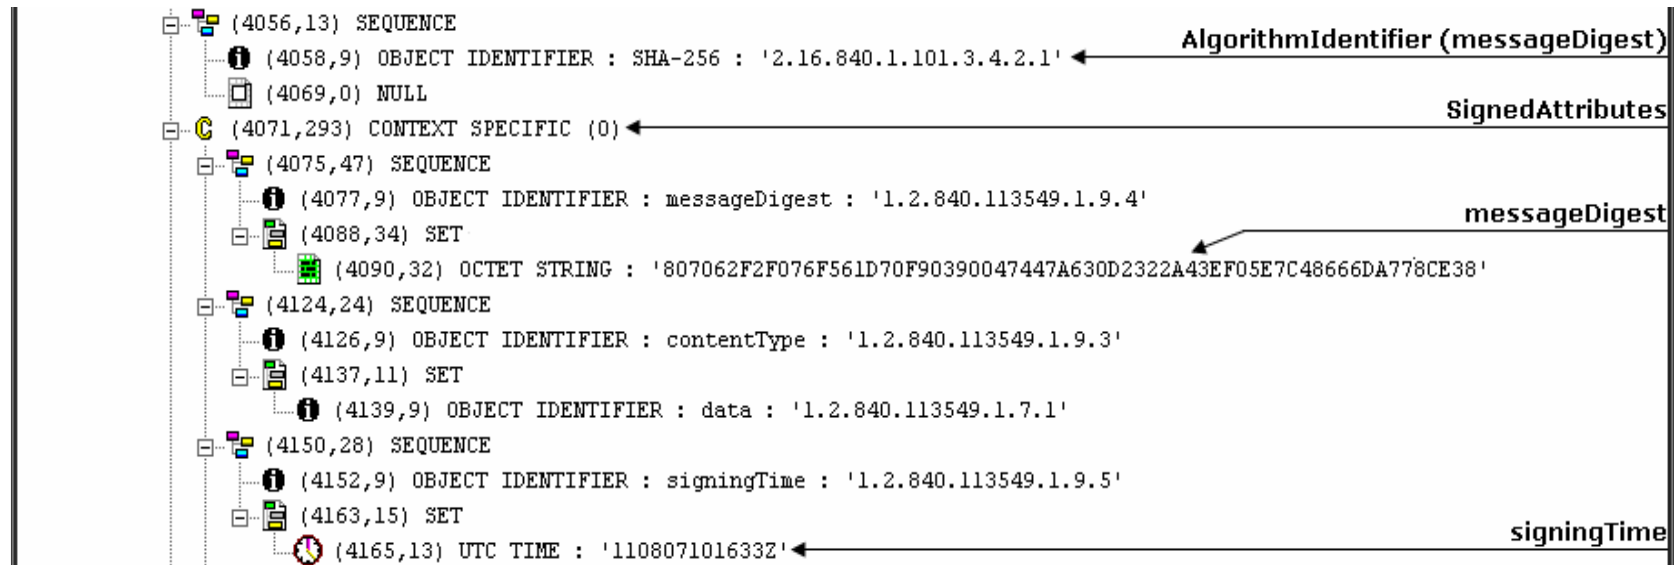 (4056,13) SEQUENCE
AlgorithmIdentifier (messageDigest)
(4058,9) OBJECT IDENTIFIER : SHA-256 : '2.16.840.1.101.3.4.2.1'
(4069,0) NULL
SignedAttributes
C (4071,293) CONTEXT SPECIFIC (0)
(4075,47) SEQUENCE
(4077,9) OBJECT IDENTIFIER : messageDigest : '1.2.840.113549.1.9.4'
messageDigest
(4088,34) SET
(4090,32) OCTET STRING : '807062F2F076F561D70F90390047447A630D2322A43EF05E7C48666DA778CE38'
(4124,24) SEQUENCE
(4126,9) OBJECT IDENTIFIER : contentType : '1.2.840.113549.1.9.3'
(4137,11) SET
(4139,9) OBJECT IDENTIFIER : data : '1.2.840.113549.1.7.1'
(4150,28) SEQUENCE
(4152,9) OBJECT IDENTIFIER : signingTime : '1.2.840.113549.1.9.5'
(4163,15) SET
signingTime
(4165,13) UTC TIME : '110807101633Z'